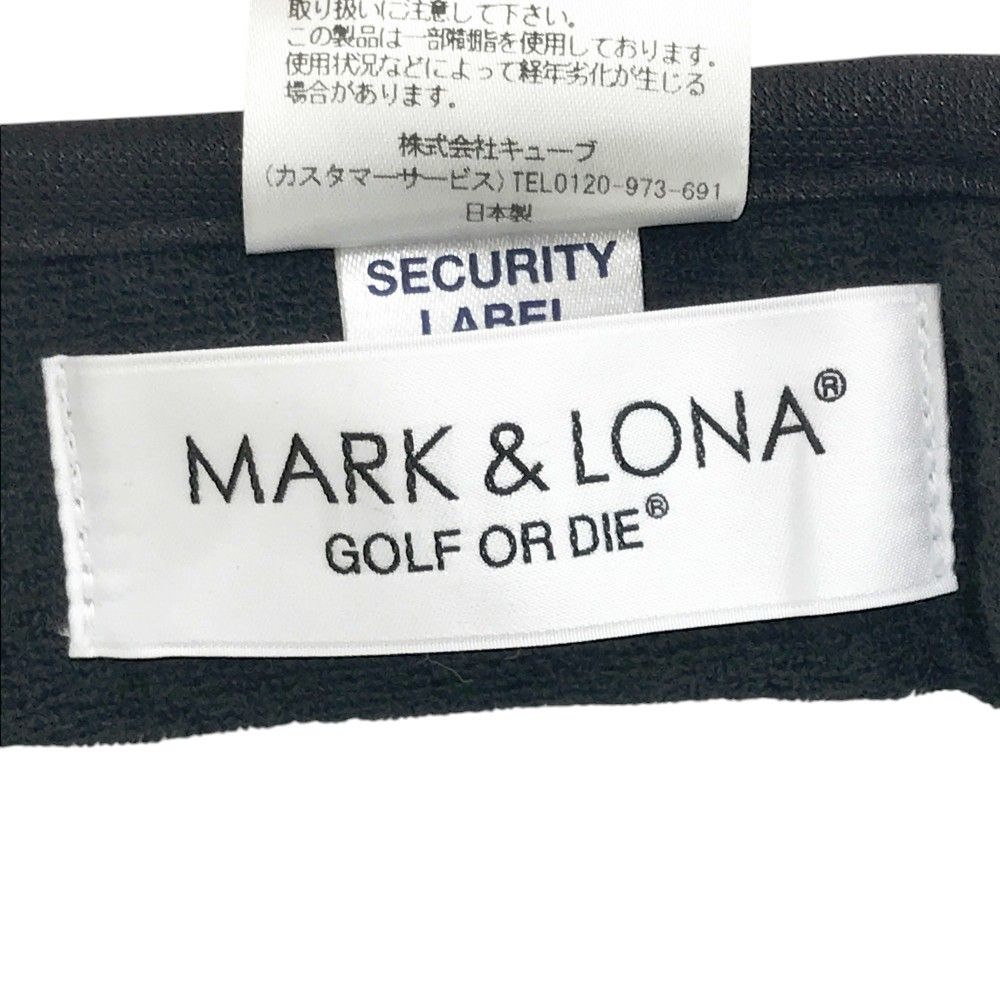 取り扱いに注意して下さい。
この製品は一部樹脂を使用しております。
使用状況などによって経年劣化が生じる
場合があります。
株式会社キューブ
(カスタマーサービス)TEL0120-973-691
日本製
SECURITY
LABEL
MARK & LONA®
GOLF OR DIE®